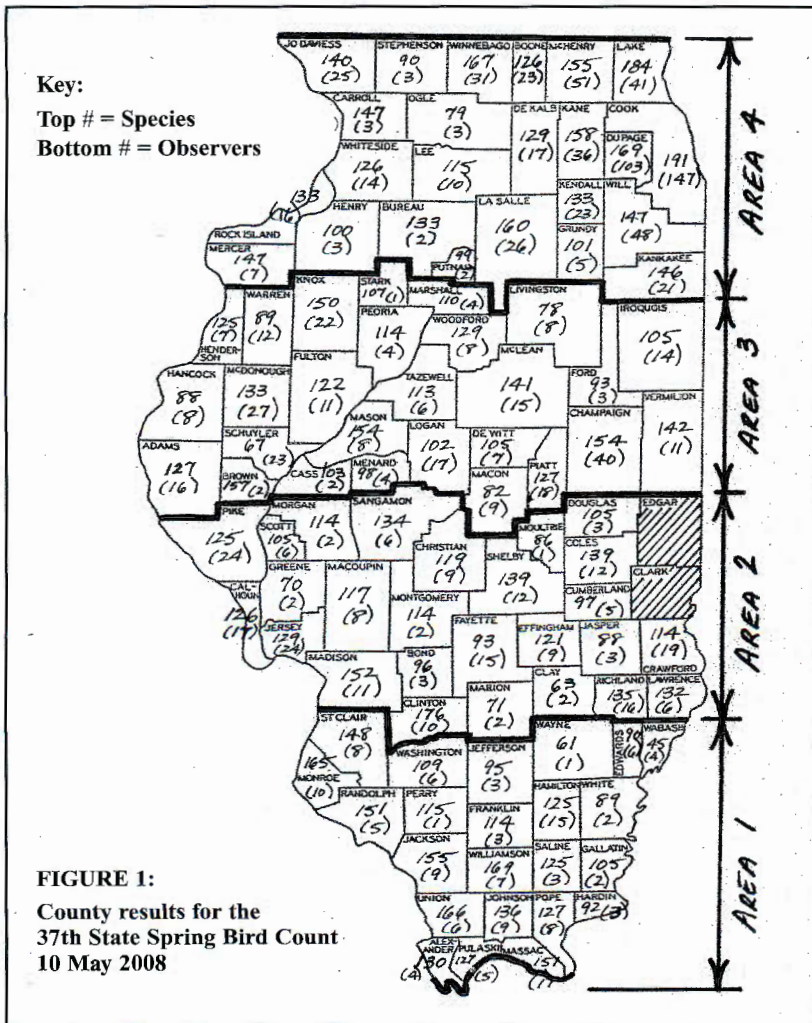 Key:
Top # = Species
Bottom # = Observers
JO DAVIESS
140
(25)
STEPHENSON
90
(3)
WINNEBAGO
167
(31)
BOONE
126
(23)
MCHENRY
155
(51)
LAKE
184
(41)
CARROLL
147
(3)
OGLE
79
(3)
DE KALB
129
(17)
KANE
158
(36)
COOK
191
(147)
DU PAGE
169
(103)
WHITESIDE
126
(14)
LEE
115
(10)
KENDALL
133
(23)
WILL
147
(48)
ROCK ISLAND
133
HENRY
100
(3)
BUREAU
133
(2)
LA SALLE
160
(26)
GRUNDY
101
(5)
MERCER
147
(7)
PUTNAM
99
(2)
KANKAKEE
146
(21)
AREA 4
HENDER-
SON
125
(7)
WARREN
89
(12)
KNOX
150
(22)
STARK
107 (1)
MARSHALL
110 (4)
LIVINGSTON
78
(8)
IROQUOIS
105
(14)
PEORIA
114
(4)
WOODFORD
129
(8)
HANCOCK
88
(8)
MCDONOUGH
133
(27)
FULTON
122
(11)
TAZEWELL
113
(6)
MCLEAN
141
(15)
FORD
93
(3)
VERMILION
142
(11)
ADAMS
127
(16)
SCHUYLER
67
(23)
MASON
154
(8)
LOGAN
102
(17)
DE WITT
105
(7)
CHAMPAIGN
154
(40)
BROWN
157 (2)
CASS 103
(2)
MENARD
98 (4)
MACON
82
(9)
PIATT
127
(18)
AREA 3
PIKE
125
(24)
SCOTT
105
(6)
MORGAN
114
(2)
SANGAMON
134
(6)
CHRISTIAN
119
(9)
MOULTRIE
86
(1)
DOUGLAS
105
(3)
EDGAR
GREENE
70
(2)
MACOUPIN
117
(8)
MONTGOMERY
114
(2)
SHELBY
139
(12)
COLES
139
(12)
CLARK
CUMBERLAND
97 (5)
CAL-
HOUN
126
JERSEY
129
(24)
FAYETTE
93
(15)
EFFINGHAM
121
(9)
JASPER
88
(3)
CRAWFORD
114
(19)
MADISON
152
(11)
BOND
96
(3)
CLAY
63
(2)
RICHLAND
135
(16)
LAWRENCE
132
(6)
CLINTON
176
(10)
MARION
71
(2)
AREA 2
ST CLAIR
148
(8)
WASHINGTON
109
(6)
JEFFERSON
95
(3)
WAYNE
61
(1)
EDWARDS
90
(6)
WABASH
45
(4)
MONROE
165
(10)
RANDOLPH
151
(5)
PERRY
115
(1)
HAMILTON
125
(15)
WHITE
89
(2)
FRANKLIN
114
(3)
JACKSON
155
(9)
WILLIAMSON
169
(7)
SALINE
125
(3)
GALLATIN
105
(2)
UNION
166
(6)
JOHNSON
136
(9)
POPE
127
(8)
HARDIN
92 (3)
ALEX-
ANDER
(4)
PULASKI
127
(5)
MASSAC
AREA 1
FIGURE 1:
County results for the
37th State Spring Bird Count
10 May 2008